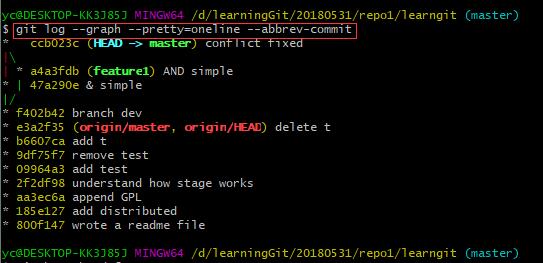 yc@DESKTOP-KK3J85J MINGW64 /d/learningGit/20180531/repo1/learngit (master)
$ git log --graph --pretty=oneline --abbrev-commit
*   ccb023c (HEAD -> master) conflict fixed
|\
| * a4a3fdb (feature1) AND simple
* | 47a290e & simple
|/
* f402b42 branch dev
* e3a2f35 (origin/master, origin/HEAD) delete t
* b6607ca add t
* 9df75f7 remove test
* 09964a3 add test
* 2f2df98 understand how stage works
* aa3ec6a append GPL
* 185e127 add distributed
* 800f147 wrote a readme file
yc@DESKTOP-KK3J85J MINGW64 /d/learningGit/20180531/repo1/learngit (master)